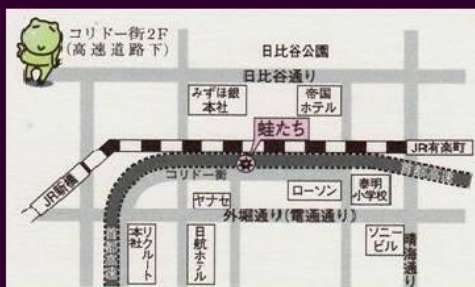 コリドー街2F
(高速道路下)
日比谷公園
日比谷通り
みずほ銀
本社
帝国
ホテル
蛙たち
JR有楽町
JR新橋
コリドー街
ヤナセ
ローソン
泰明
小学校
外堀通り(電通通り)
リクルート
本社
日航ホテル
ソニー
ビル
晴海通り